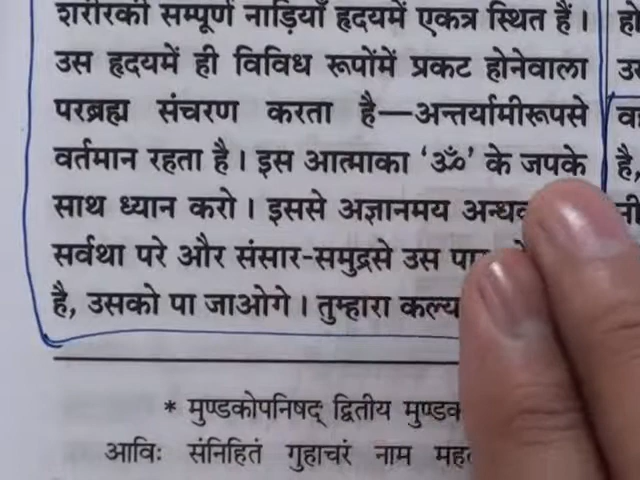 शरीरकी सम्पूर्ण नाड़ियाँ हृदयमें एकत्र स्थित हैं।
उस हृदयमें ही विविध रूपोंमें प्रकट होनेवाला
परब्रह्म संचरण करता है—अन्तर्यामीरूपसे
वर्तमान रहता है। इस आत्माका ‘ॐ’ के जपके
साथ ध्यान करो। इससे अज्ञानमय
सर्वथा परे और संसार-समुद्रसे उस
है, उसको पा जाओगे। तुम्हारा
* मुण्डकोपनिषद् द्वितीय
आविः संनिहितं गुहाचरं नाम